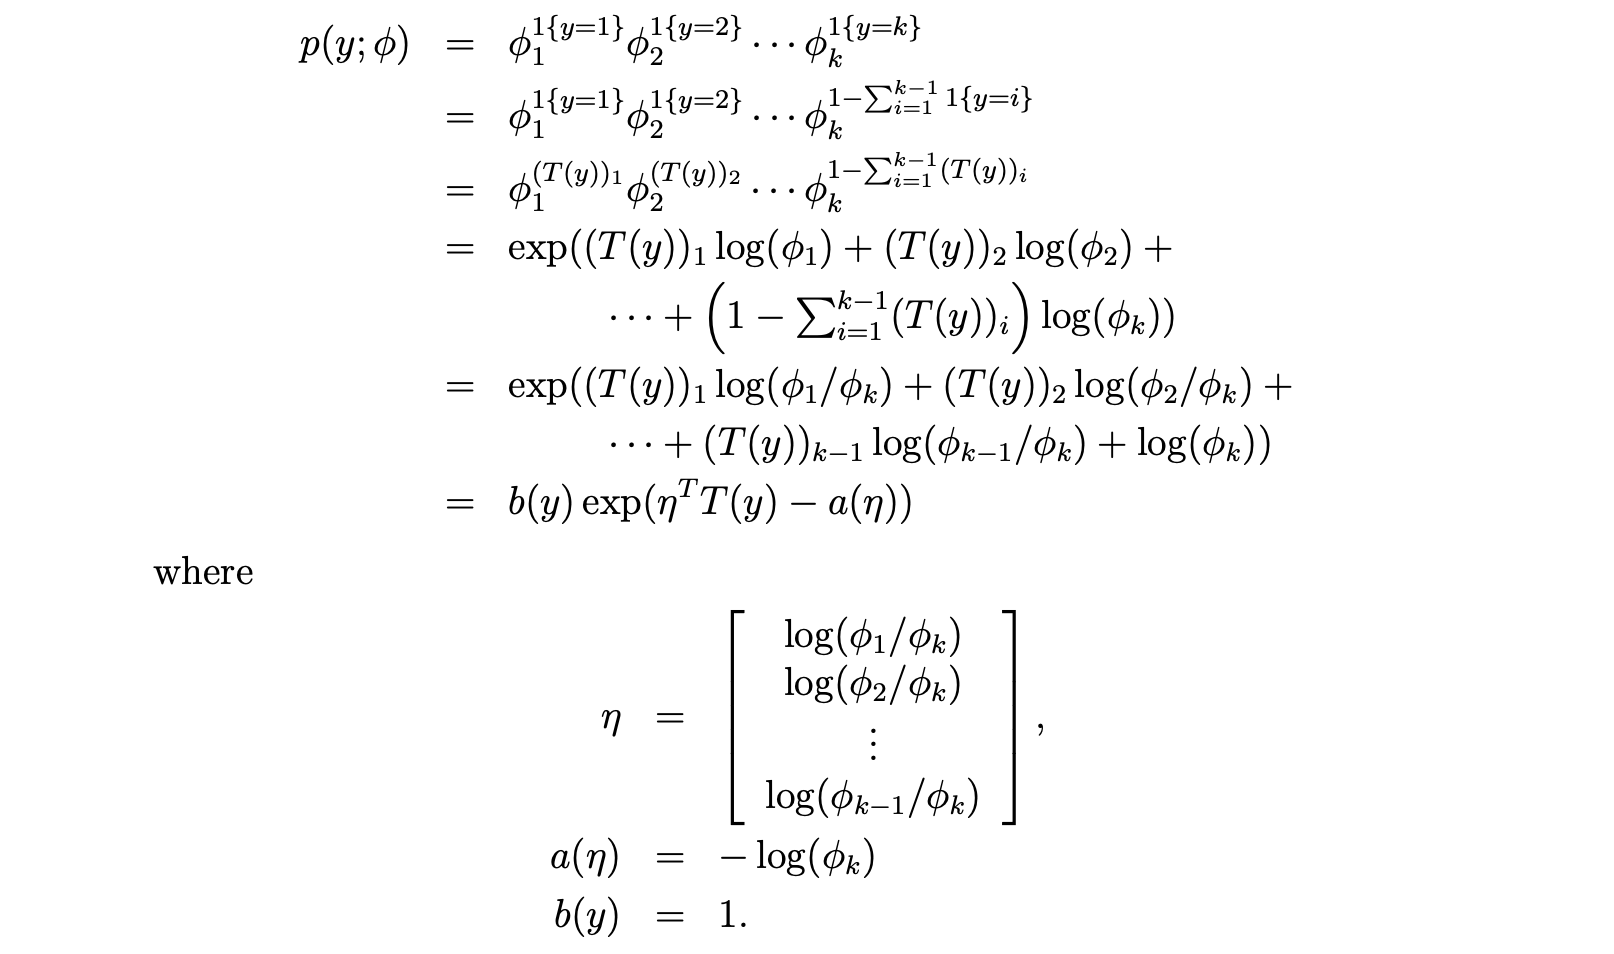 p(y; φ) = φ_1^{1{y=1}} φ_2^{1{y=2}} ⋯ φ_k^{1{y=k}}
= φ_1^{1{y=1}} φ_2^{1{y=2}} ⋯ φ_k^{1−∑_{i=1}^{k−1} 1{y=i}}
= φ_1^{(T(y))_1} φ_2^{(T(y))_2} ⋯ φ_k^{1−∑_{i=1}^{k−1} (T(y))_i}
= exp((T(y))_1 log(φ_1) + (T(y))_2 log(φ_2) +
⋯ + (1 − ∑_{i=1}^{k−1} (T(y))_i) log(φ_k))
= exp((T(y))_1 log(φ_1/φ_k) + (T(y))_2 log(φ_2/φ_k) +
⋯ + (T(y))_{k−1} log(φ_{k−1}/φ_k) + log(φ_k))
= b(y) exp(η^T T(y) − a(η))
where
log(φ_1/φ_k)
log(φ_2/φ_k)
η = [ ⋮ ],
log(φ_{k−1}/φ_k)
a(η) = − log(φ_k)
b(y) = 1.